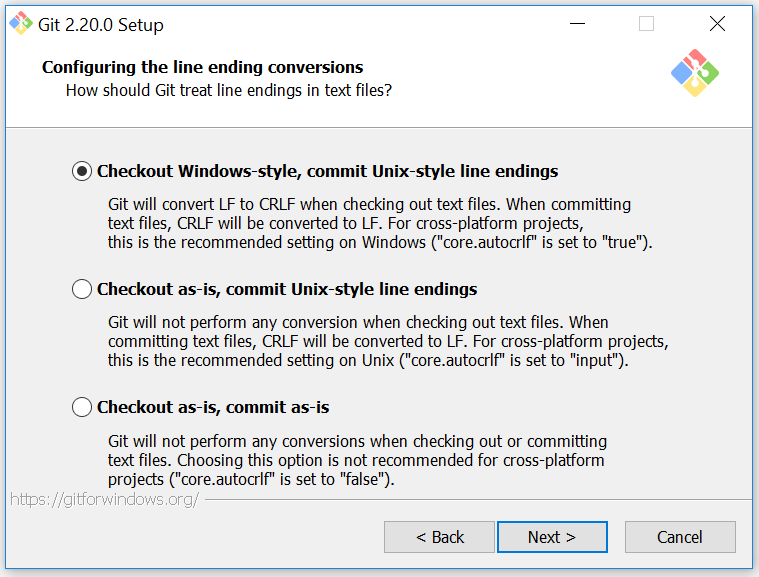 Git 2.20.0 Setup
Configuring the line ending conversions
How should Git treat line endings in text files?
Checkout Windows-style, commit Unix-style line endings
Git will convert LF to CRLF when checking out text files. When committing
text files, CRLF will be converted to LF. For cross-platform projects,
this is the recommended setting on Windows ("core.autocrlf" is set to "true").
Checkout as-is, commit Unix-style line endings
Git will not perform any conversion when checking out text files. When
committing text files, CRLF will be converted to LF. For cross-platform projects,
this is the recommended setting on Unix ("core.autocrlf" is set to "input").
Checkout as-is, commit as-is
Git will not perform any conversions when checking out or committing
text files. Choosing this option is not recommended for cross-platform
projects ("core.autocrlf" is set to "false").
https://gitforwindows.org/
< Back Next > Cancel